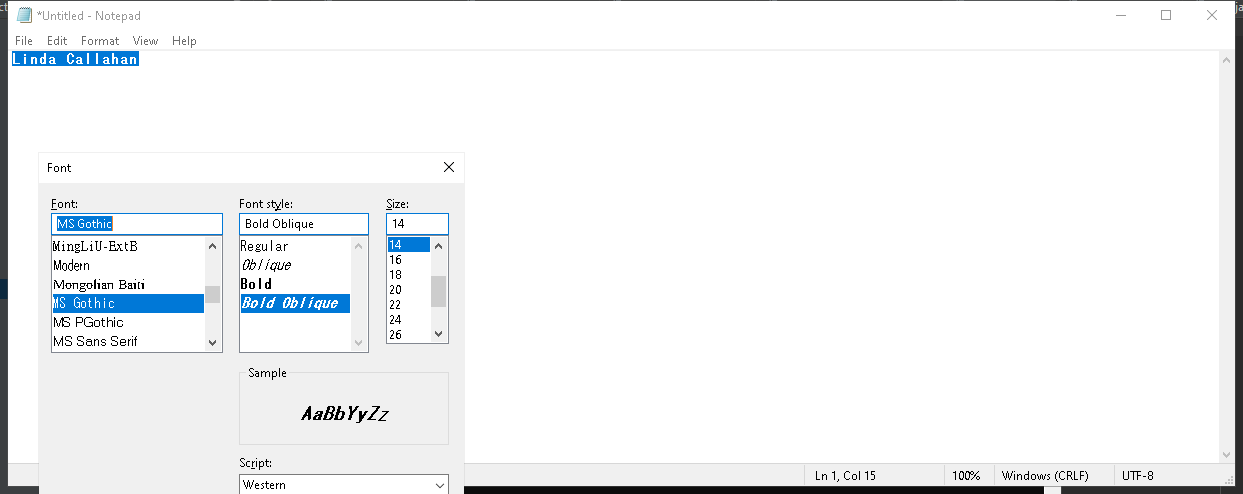 *Untitled - Notepad
File Edit Format View Help
Linda Callahan
Font
Font: Font style: Size:
MS Gothic Bold Oblique 14
MingLiU-ExtB Regular 14
Modern Oblique 16
Mongolian Baiti Bold 18
MS Gothic Bold Oblique 20
MS PGothic 22
MS Sans Serif 24
26
Sample
AaBbYyZz
Script:
Western
Ln 1, Col 15 100% Windows (CRLF) UTF-8